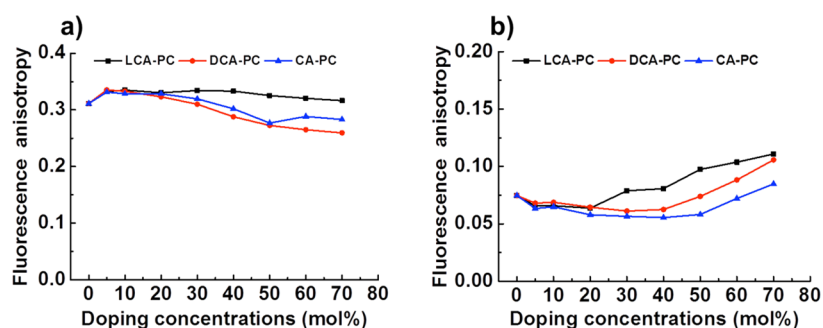 a)
LCA-PC DCA-PC CA-PC
Fluorescence anisotropy
0.4
0.3
0.2
0.1
0.0
0 10 20 30 40 50 60 70 80
Doping concentrations (mol%)
b)
LCA-PC DCA-PC CA-PC
Fluorescence anisotropy
0.20
0.15
0.10
0.05
0.00
0 10 20 30 40 50 60 70 80
Doping concentrations (mol%)